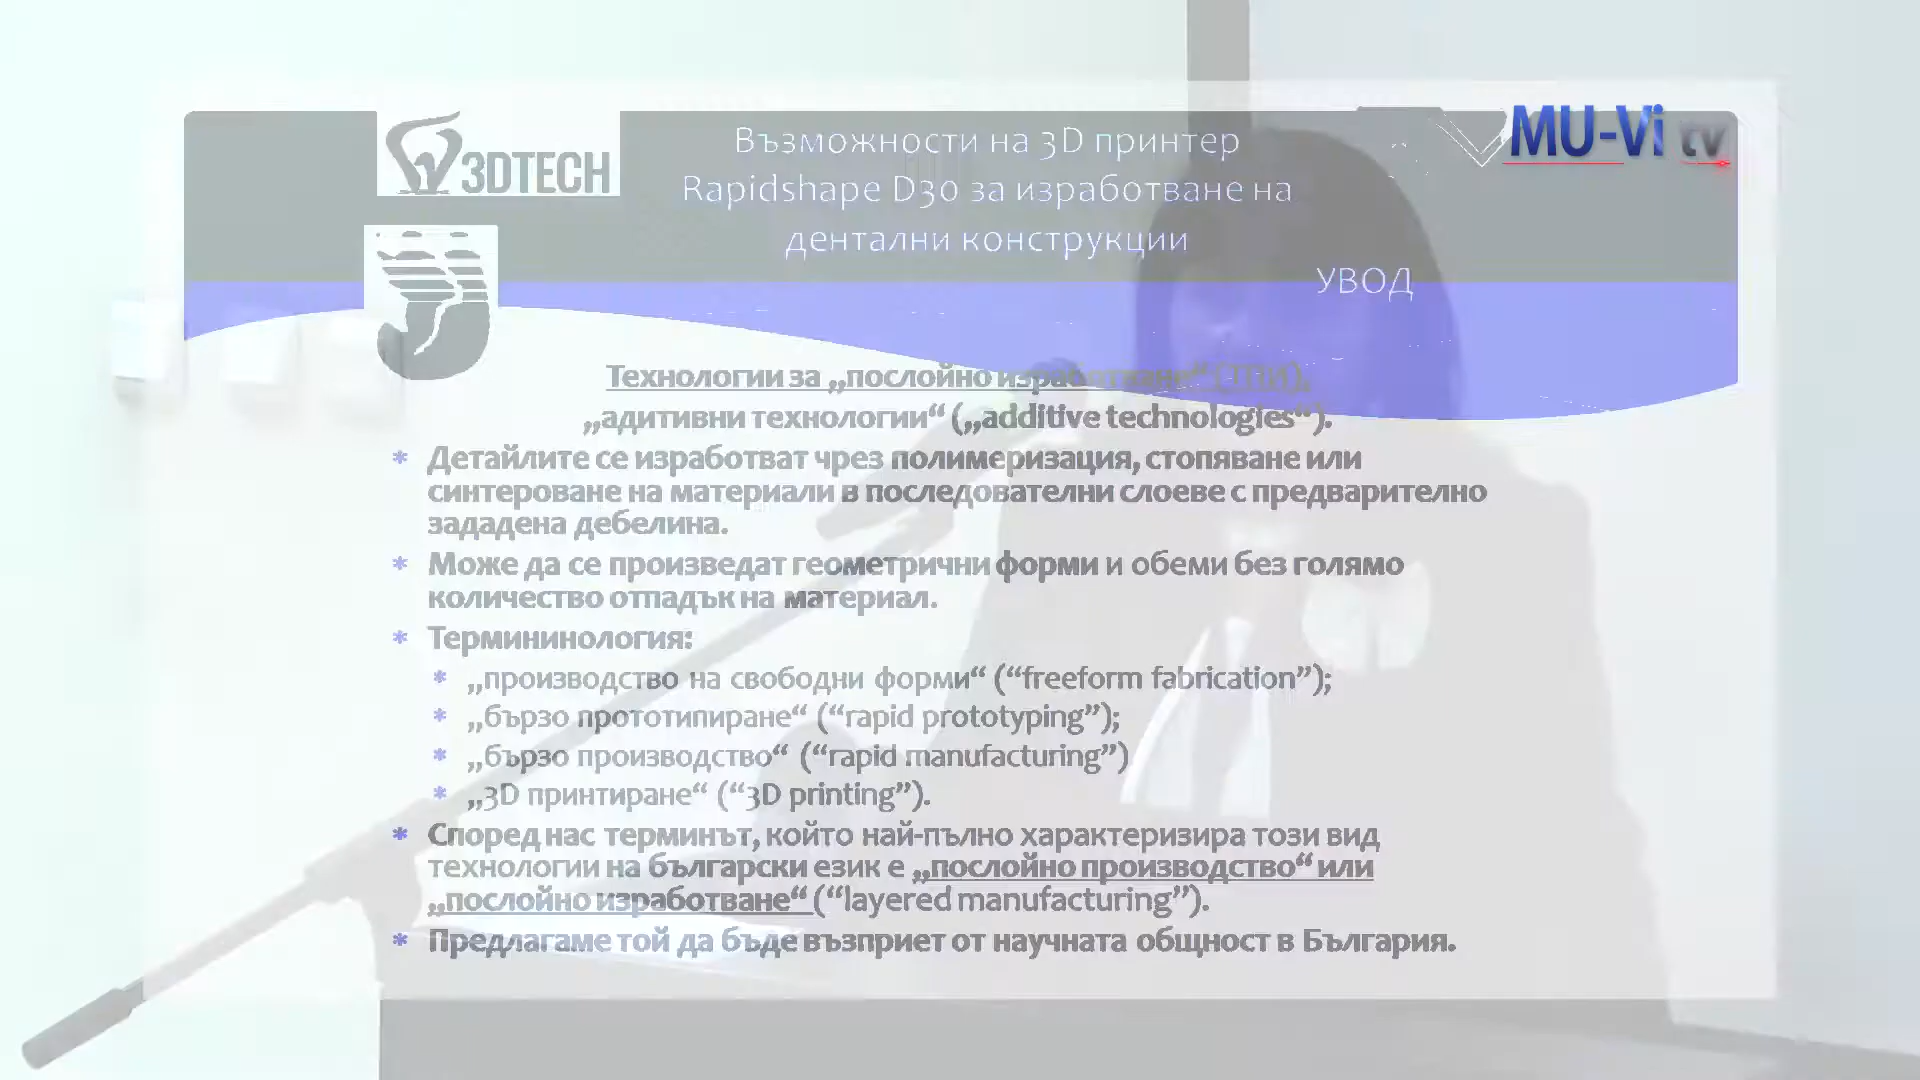 3DTECH
MU-Vi tv
Възможности на 3D принтер
Rapidshape D30 за изработване на
дентални конструкции
УВОД
Технологии за „послойно изработване“ (ТПИ),
„адитивни технологии“ („additive technologies“).
* Детайлите се изработват чрез полимеризация, стопяване или
синтероване на материали в последователни слоеве с предварително
зададена дебелина.
* Може да се произведат геометрични форми и обеми без голямо
количество отпадък на материал.
* Термининология:
* „производство на свободни форми“ (“freeform fabrication”);
* „бързо прототипиране“ (“rapid prototyping”);
* „бързо производство“ (“rapid manufacturing”)
* „3D принтиране“ (“3D printing”).
* Според нас терминът, който най-пълно характеризира този вид
технологии на български език е „послойно производство“ или
„послойно изработване“ (“layered manufacturing”).
* Предлагаме той да бъде възприет от научната общност в България.